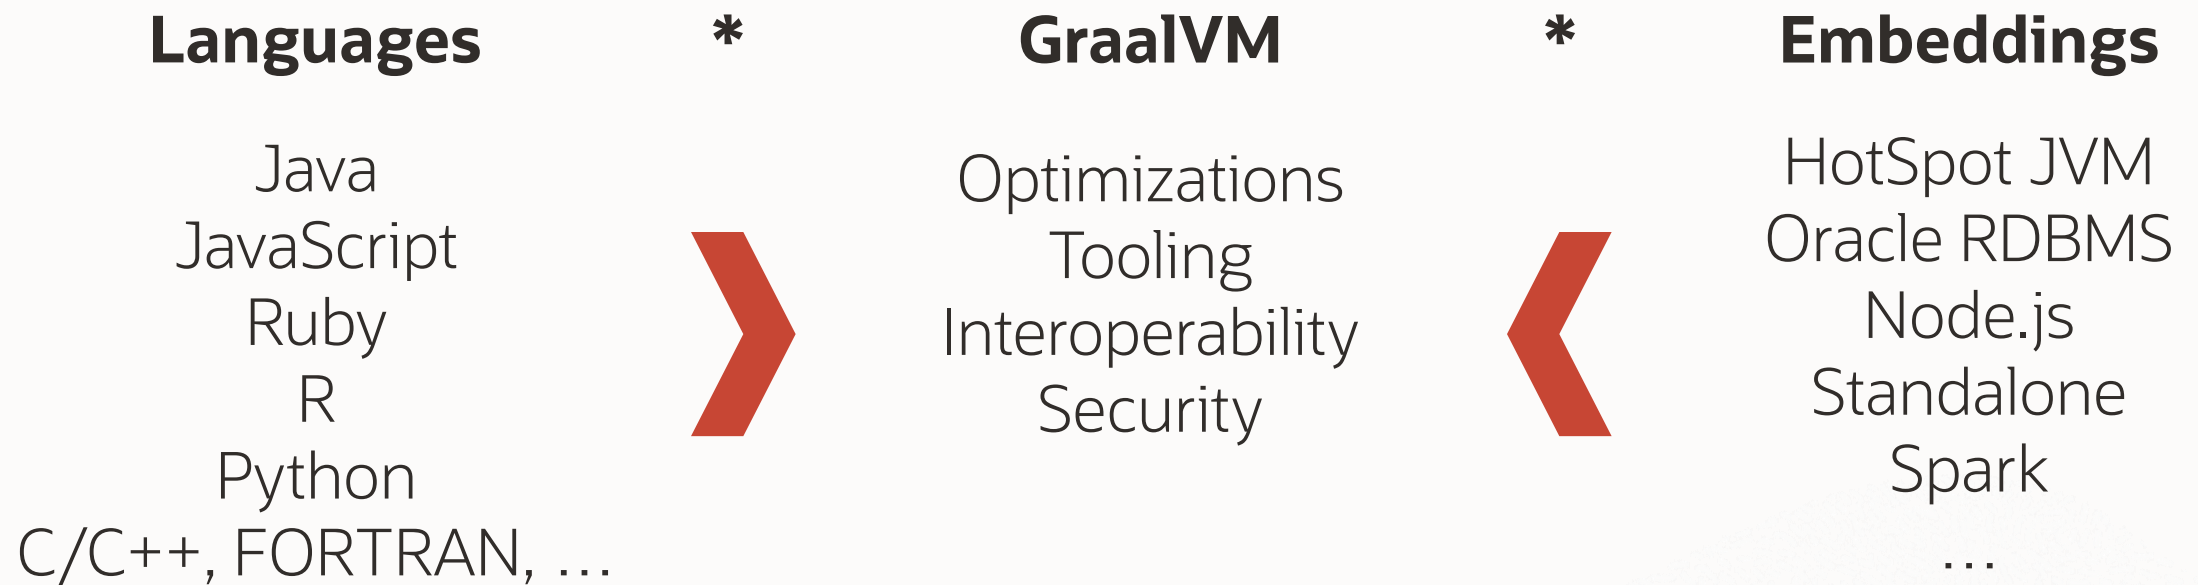 Languages * GraalVM * Embeddings
Java
JavaScript
Ruby
R
Python
C/C++, FORTRAN, ...
Optimizations
Tooling
Interoperability
Security
HotSpot JVM
Oracle RDBMS
Node.js
Standalone
Spark
...